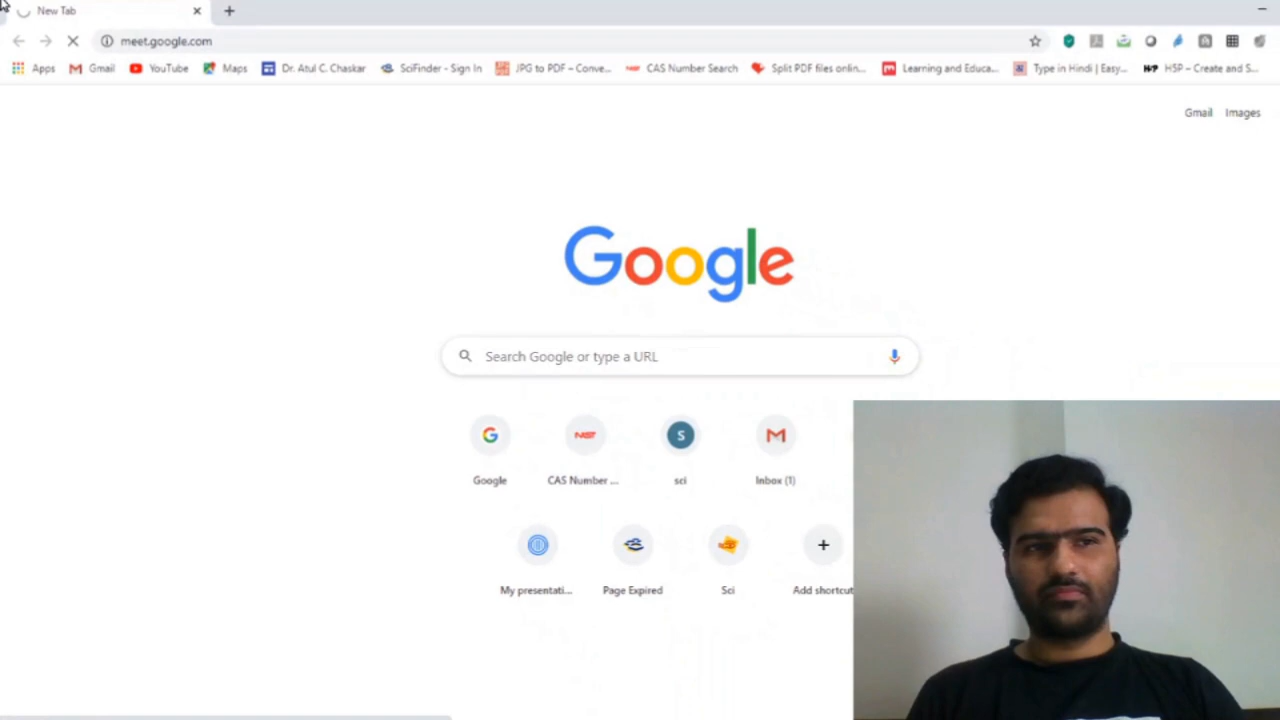 New Tab
meet.google.com
Apps Gmail YouTube Maps Dr. Atul C. Chaskar SciFinder - Sign In JPG to PDF – Conve... CAS Number Search Split PDF files onlin... Learning and Educa... Type in Hindi | Easy... HSP – Create and S...
Gmail Images
Google
Search Google or type a URL
Google CAS Number ... sci Inbox (1)
My presentati... Page Expired Sci Add shortcut